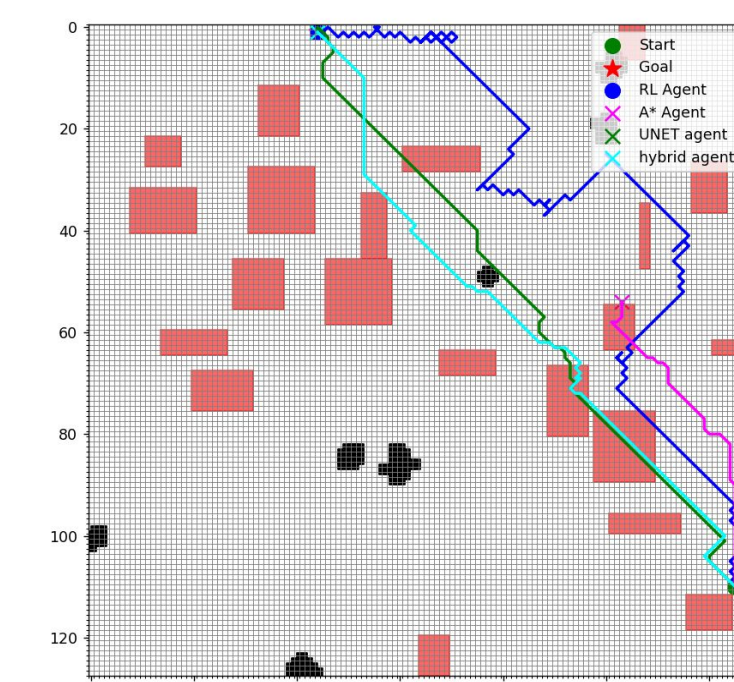 0
Start
Goal
RL Agent
A* Agent
20
UNET agent
hybrid agent
40
60
80
100
120